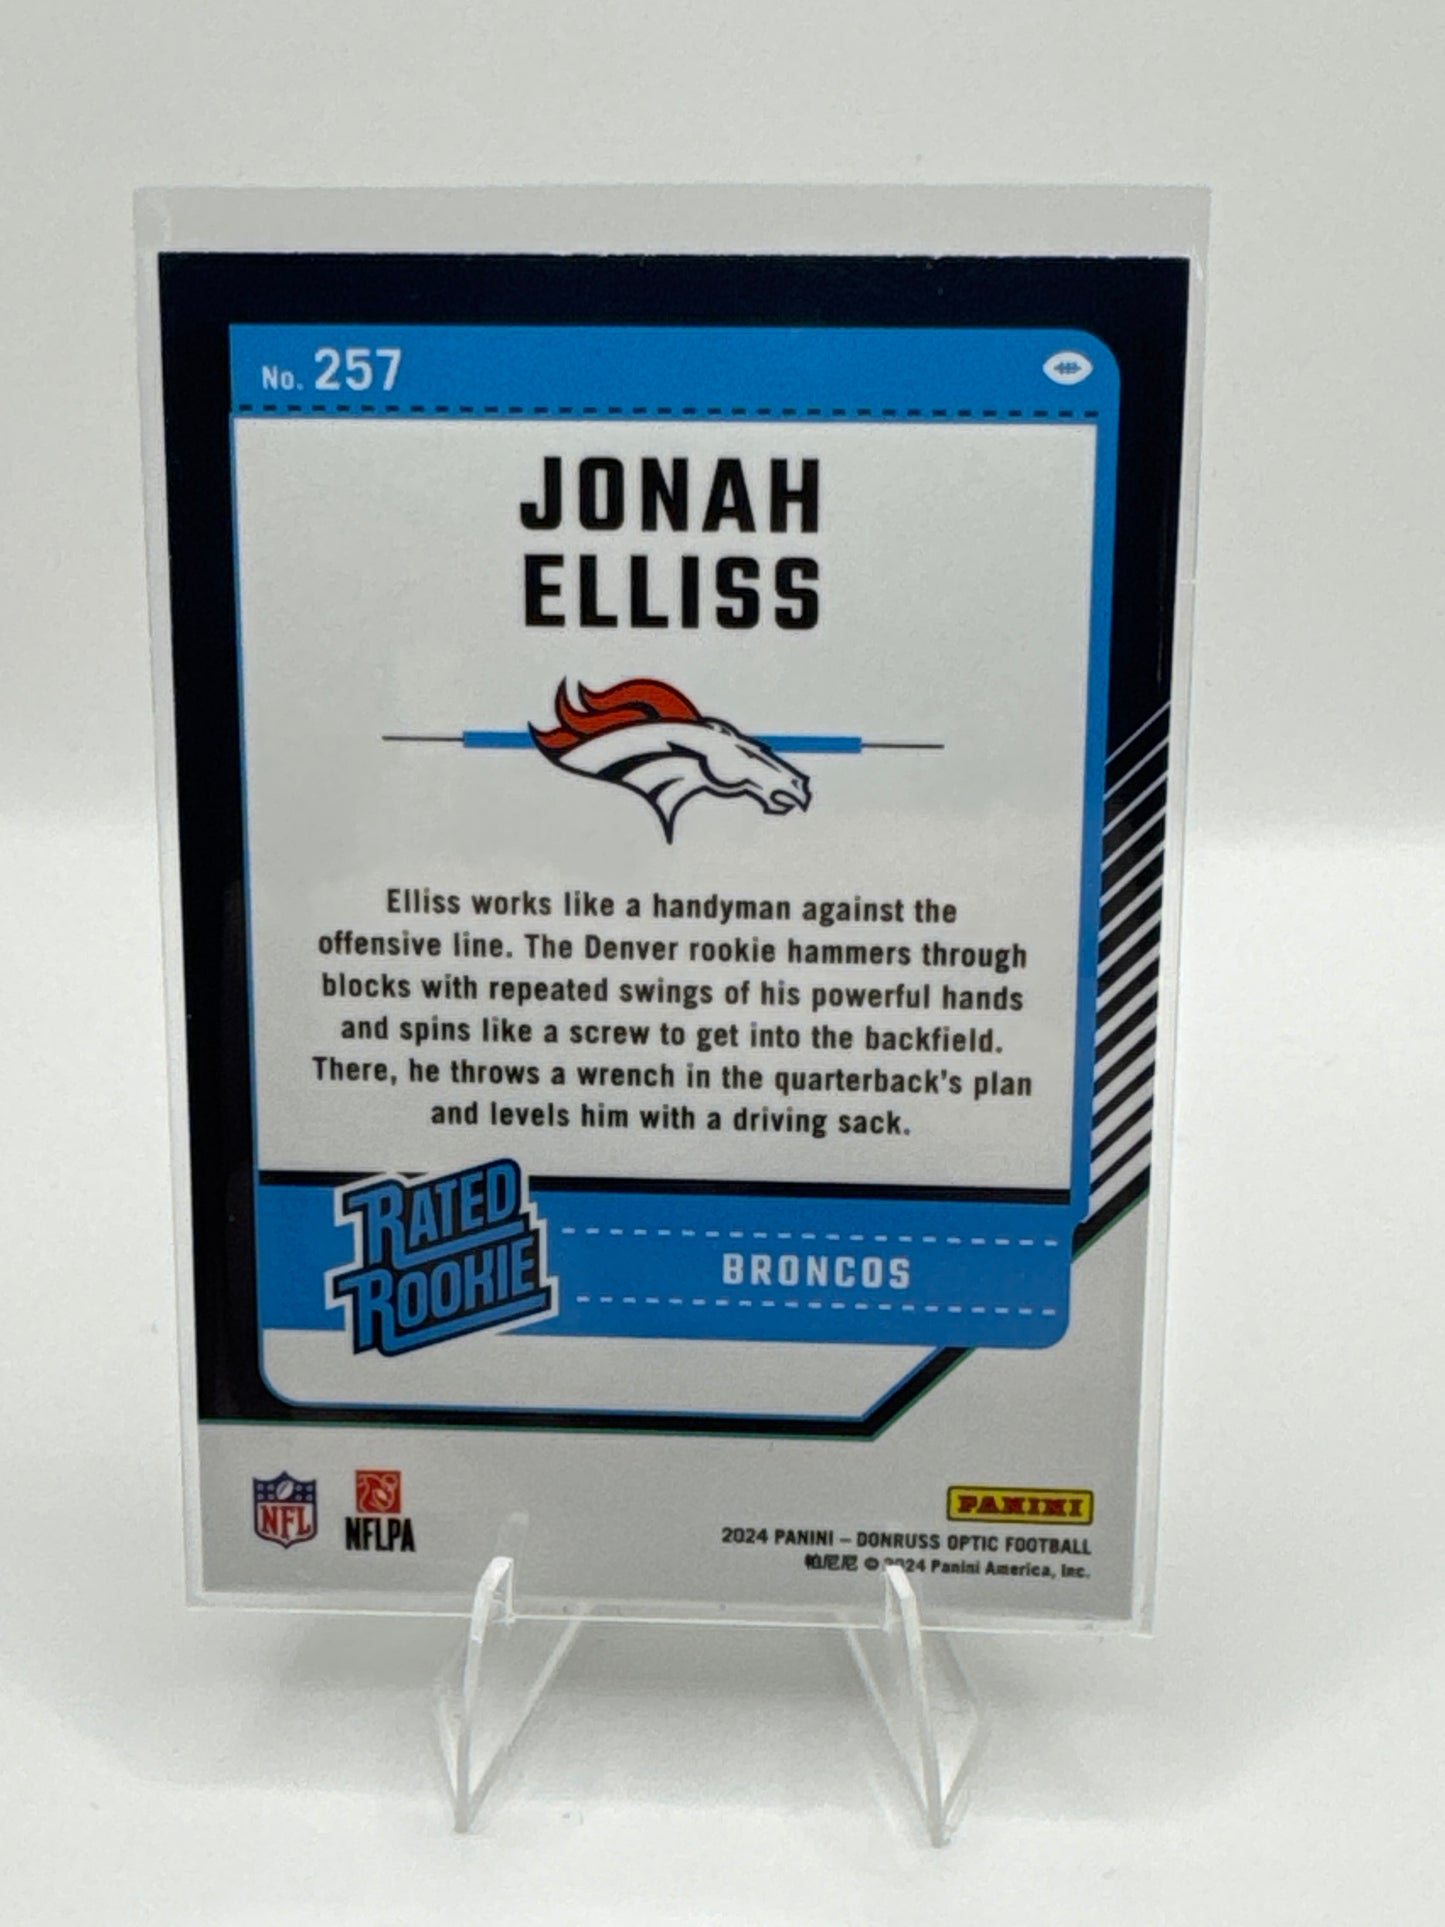 No. 257
JONAH
ELLISS
Elliss works like a handyman against the
offensive line. The Denver rookie hammers through
blocks with repeated swings of his powerful hands
and spins like a screw to get into the backfield.
There, he throws a wrench in the quarterback's plan
and levels him with a driving sack.
RATED
ROOKIE
BRONCOS
NFL
NFLPA
PANINI
2024 PANINI – DONRUSS OPTIC FOOTBALL
帕尼尼 © 2024 Panini America, Inc.